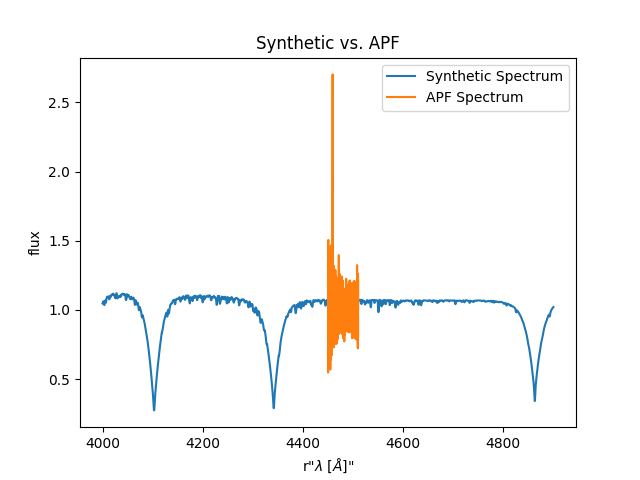 Synthetic vs. APF
Synthetic Spectrum
APF Spectrum
flux
2.5
2.0
1.5
1.0
0.5
4000 4200 4400 4600 4800
r"λ [Å]"